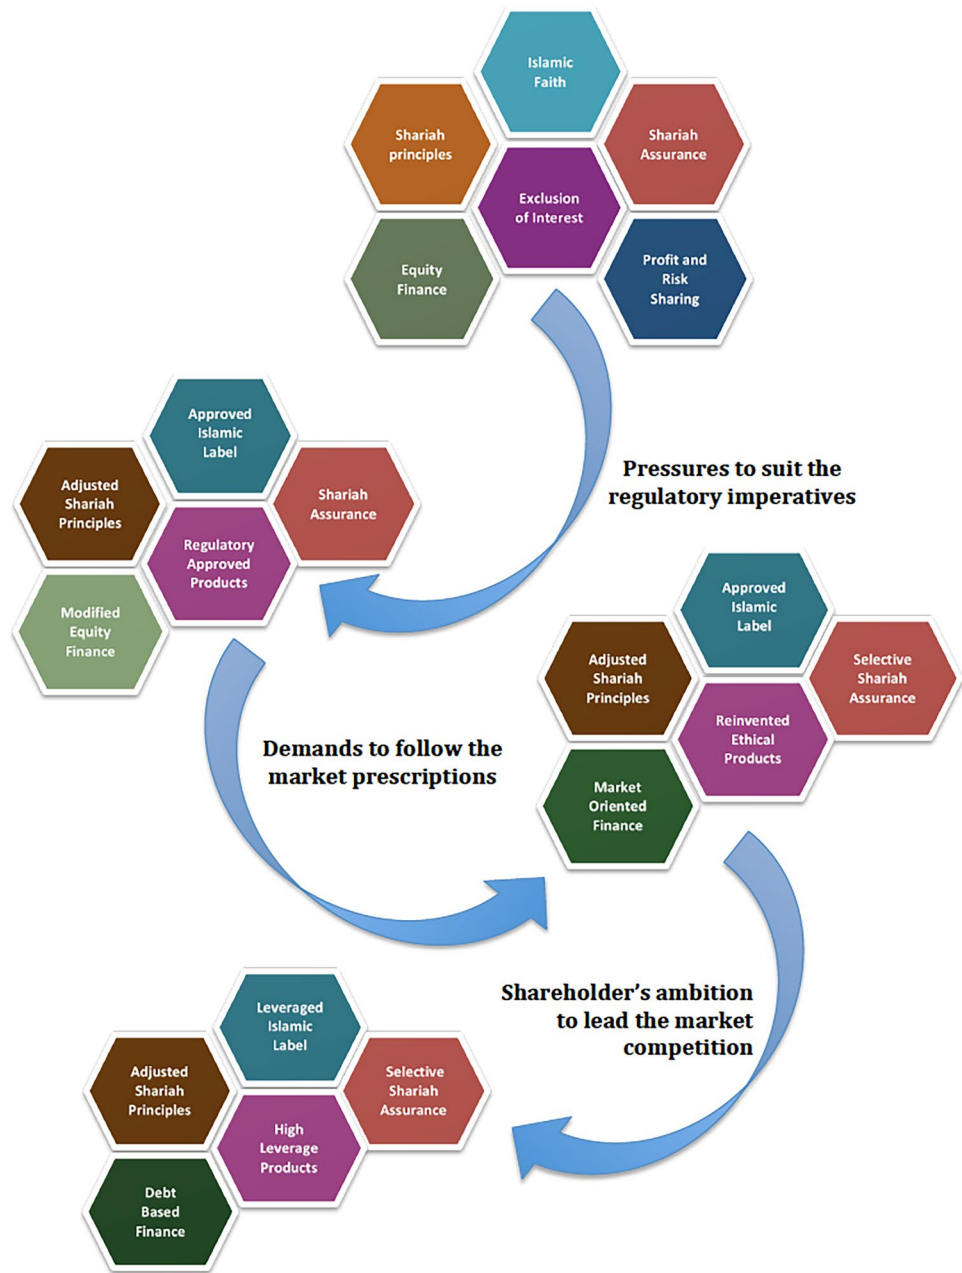 Islamic
Faith
Shariah
principles
Shariah
Assurance
Exclusion
of Interest
Equity
Finance
Profit and
Risk
Sharing
Pressures to suit the
regulatory imperatives
Approved
Islamic
Label
Adjusted
Shariah
Principles
Shariah
Assurance
Regulatory
Approved
Products
Modified
Equity
Finance
Demands to follow the
market prescriptions
Approved
Islamic
Label
Adjusted
Shariah
Principles
Selective
Shariah
Assurance
Reinvented
Ethical
Products
Market
Oriented
Finance
Shareholder’s ambition
to lead the market
competition
Leveraged
Islamic
Label
Adjusted
Shariah
Principles
Selective
Shariah
Assurance
High
Leverage
Products
Debt
Based
Finance